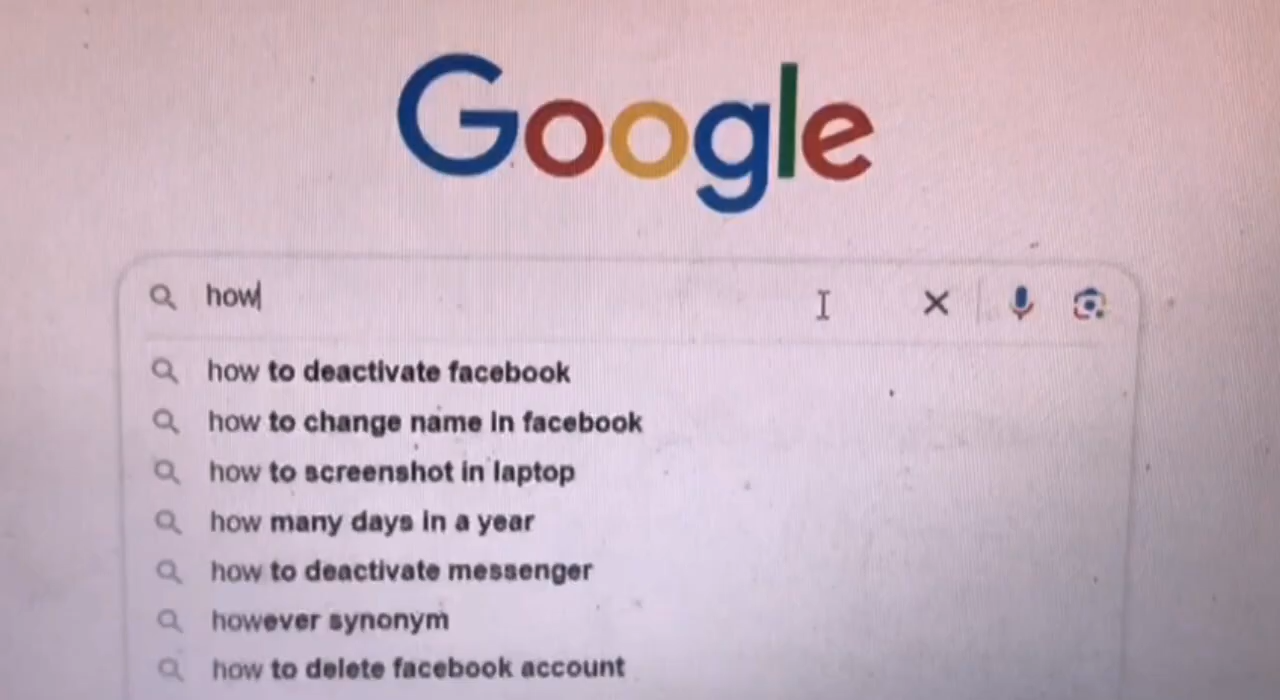 Google
how
how to deactivate facebook
how to change name in facebook
how to screenshot in laptop
how many days in a year
how to deactivate messenger
however synonym
how to delete facebook account